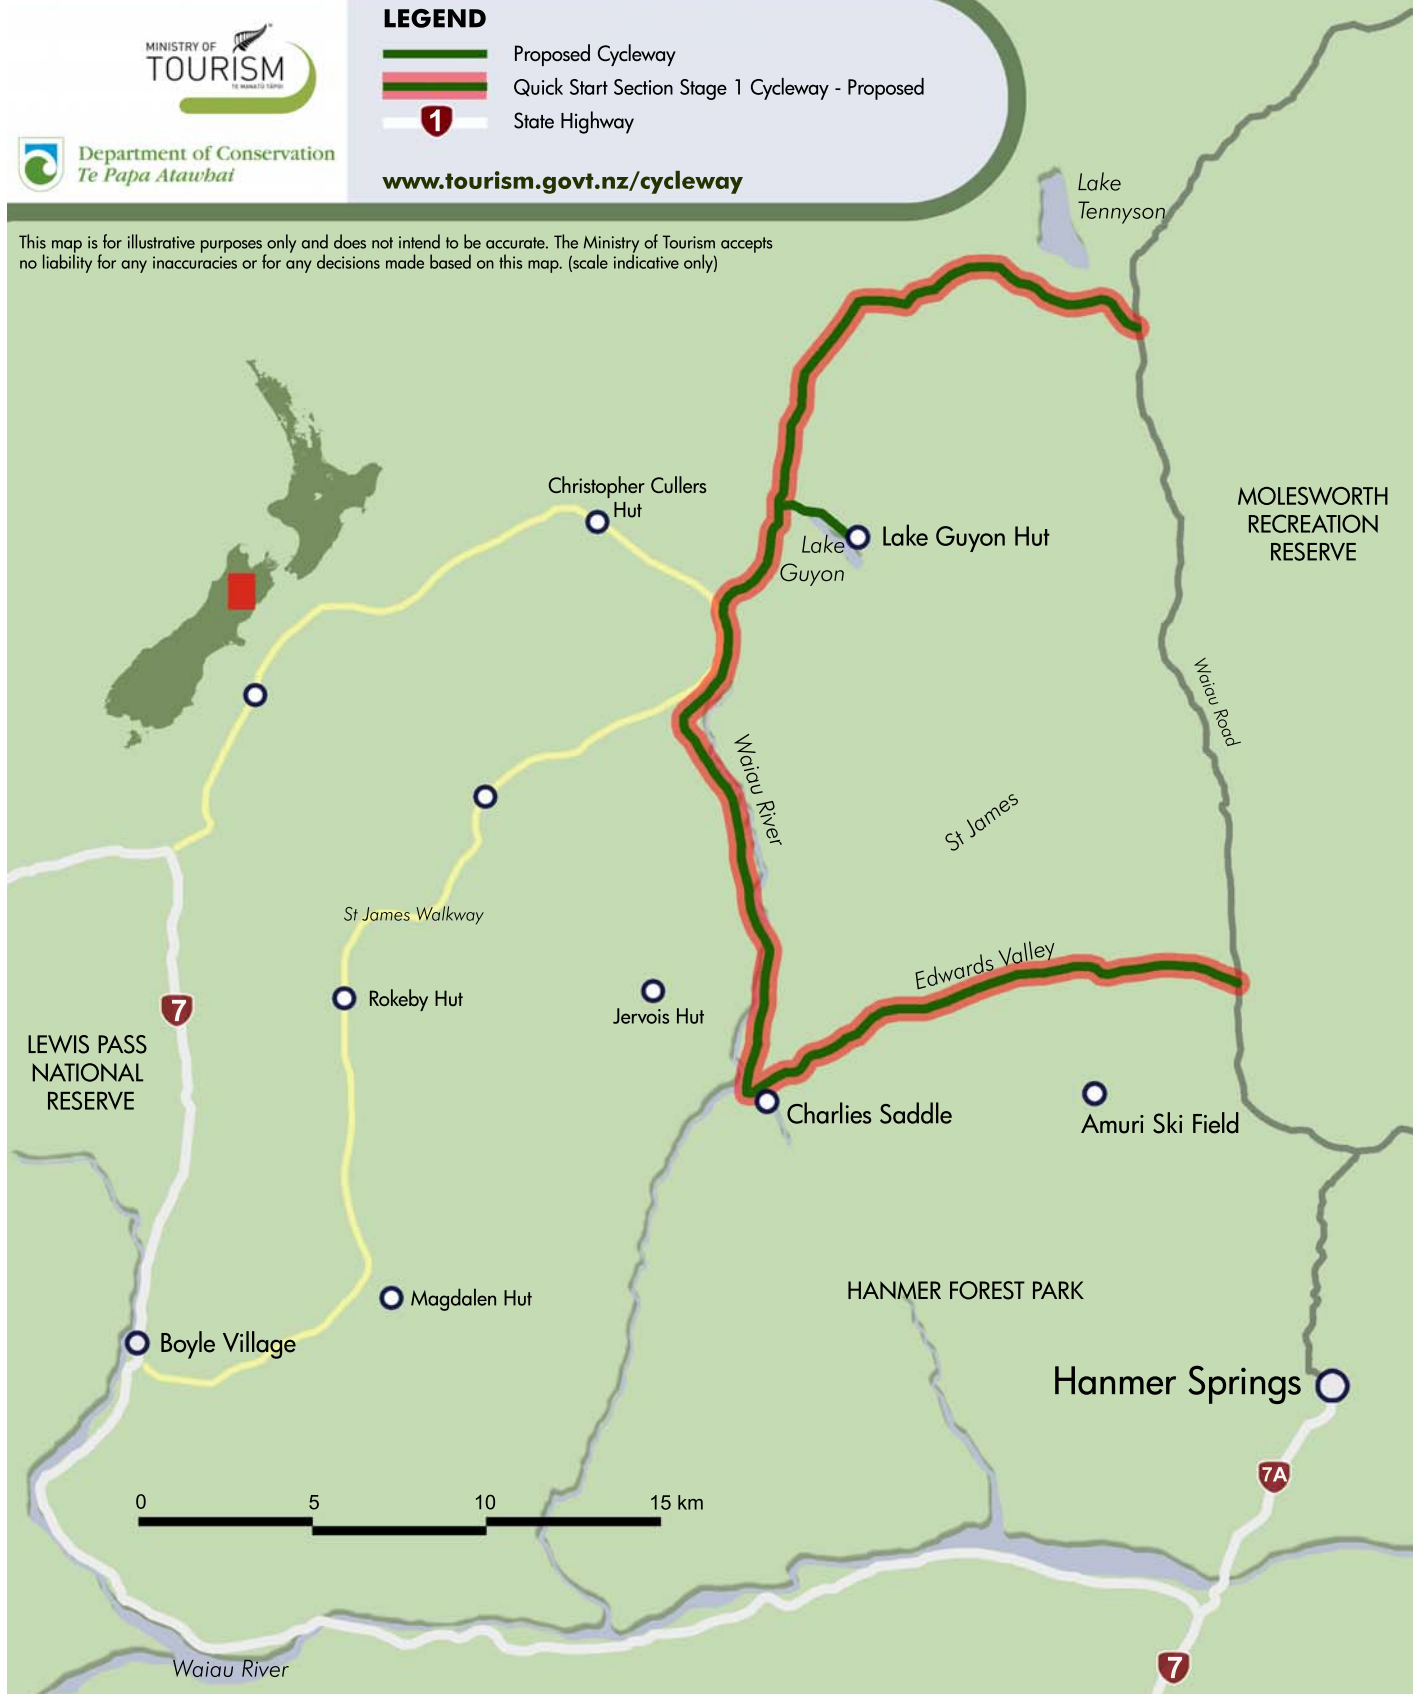 LEGEND
MINISTRY OF
TOURISM
TE MANATŪ TĀPOI
Proposed Cycleway
Quick Start Section Stage 1 Cycleway - Proposed
1
State Highway
Department of Conservation
Te Papa Atawhai
www.tourism.govt.nz/cycleway
Lake
Tennyson
This map is for illustrative purposes only and does not intend to be accurate. The Ministry of Tourism accepts
no liability for any inaccuracies or for any decisions made based on this map. (scale indicative only)
Christopher Cullers
Hut
MOLESWORTH
RECREATION
RESERVE
Lake Guyon Hut
Lake
Guyon
Waiau Road
Waiau River
St James
St James Walkway
Edwards Valley
Rokeby Hut
7
Jervois Hut
LEWIS PASS
NATIONAL
RESERVE
Charlies Saddle
Amuri Ski Field
HANMER FOREST PARK
Magdalen Hut
Boyle Village
Hanmer Springs
7A
0 5 10 15 km
Waiau River
7